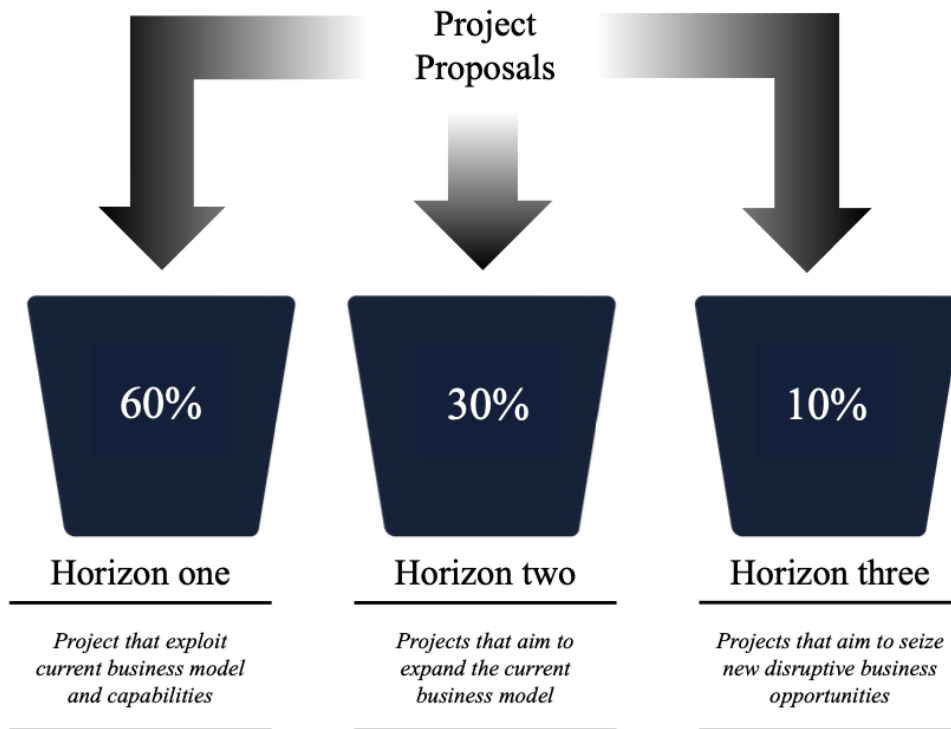 Project
Proposals
60%
30%
10%
Horizon one
Horizon two
Horizon three
Project that exploit
current business model
and capabilities
Projects that aim to
expand the current
business model
Projects that aim to seize
new disruptive business
opportunities